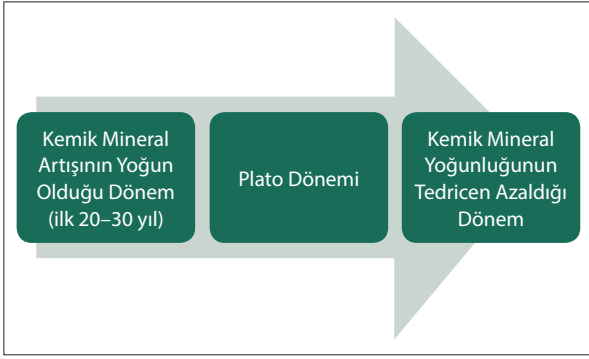 Kemik Mineral
Artışının Yoğun
Olduğu Dönem
(ilk 20–30 yıl)
Plato Dönemi
Kemik Mineral
Yoğunluğunun
Tedricen Azaldığı
Dönem